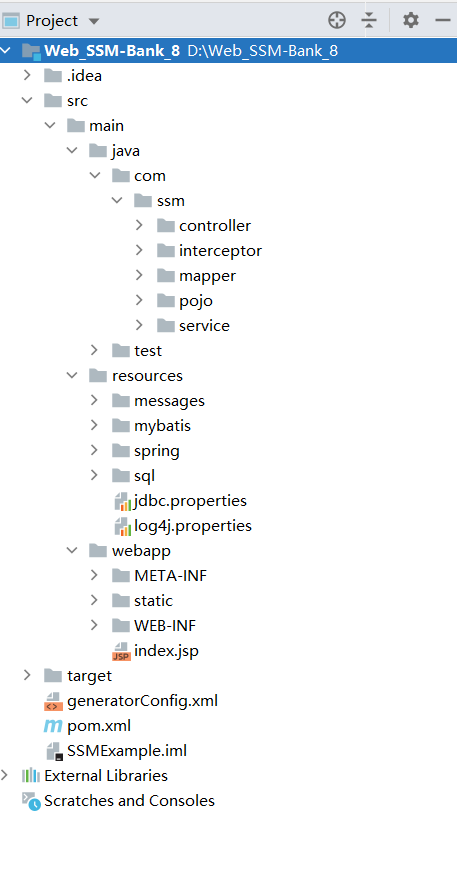 Project
Web_SSM-Bank_8 D:\Web_SSM-Bank_8
.idea
src
main
java
com
ssm
controller
interceptor
mapper
pojo
service
test
resources
messages
mybatis
spring
sql
jdbc.properties
log4j.properties
webapp
META-INF
static
WEB-INF
JSP index.jsp
target
generatorConfig.xml
m pom.xml
SSMExample.iml
External Libraries
Scratches and Consoles